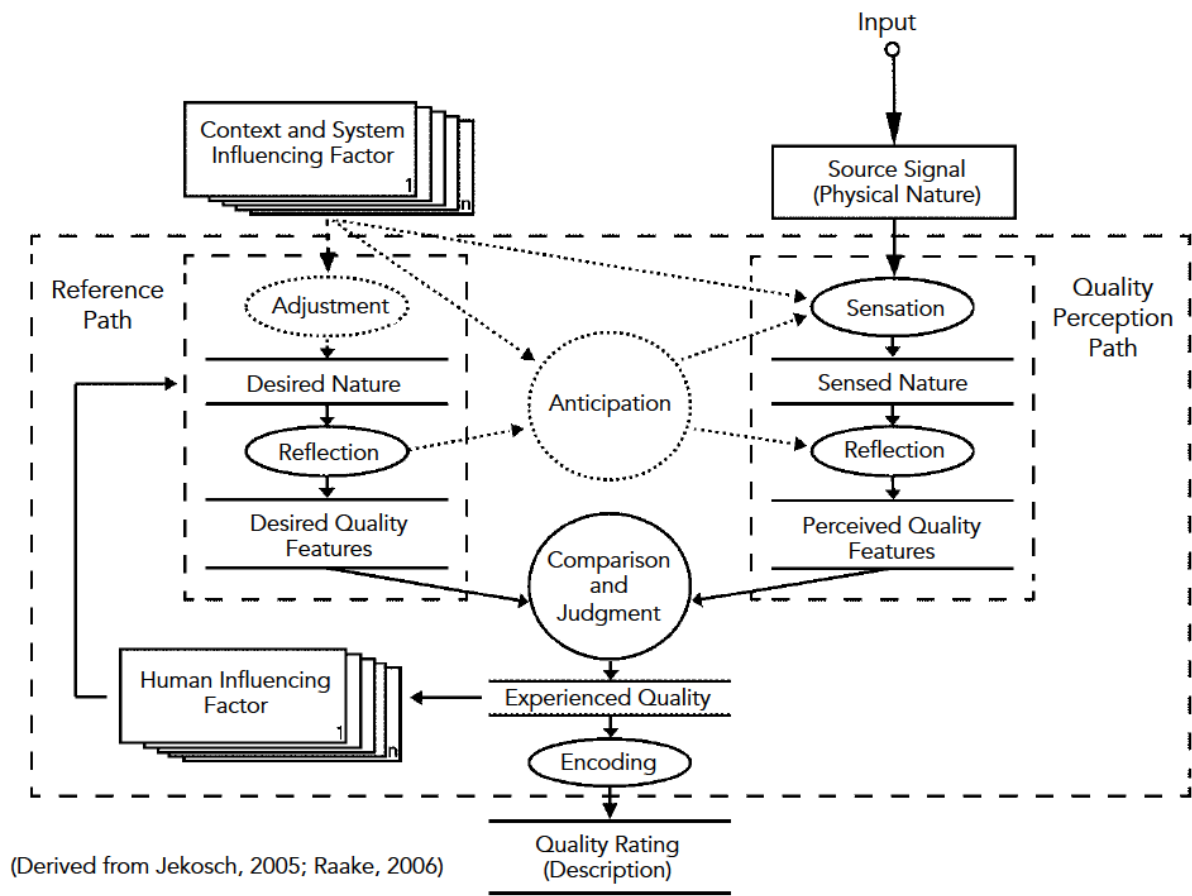 Input
Context and System
Influencing Factor
1
n
Source Signal
(Physical Nature)
Reference
Path
Adjustment
Sensation
Quality
Perception
Path
Desired Nature
Anticipation
Sensed Nature
Reflection
Reflection
Desired Quality
Features
Comparison
and
Judgment
Perceived Quality
Features
Human Influencing
Factor
1
n
Experienced Quality
Encoding
Quality Rating
(Description)
(Derived from Jekosch, 2005; Raake, 2006)